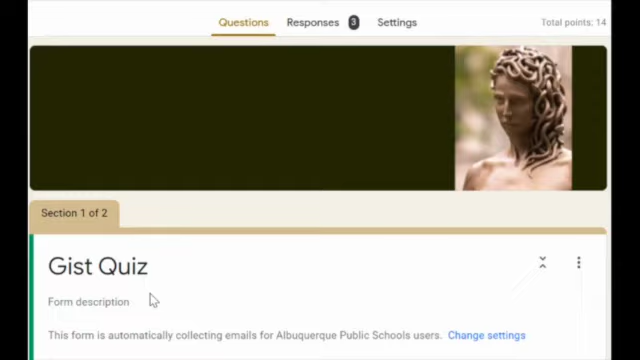 Questions Responses 3 Settings Total points: 14
Section 1 of 2
Gist Quiz
Form description
This form is automatically collecting emails for Albuquerque Public Schools users. Change settings